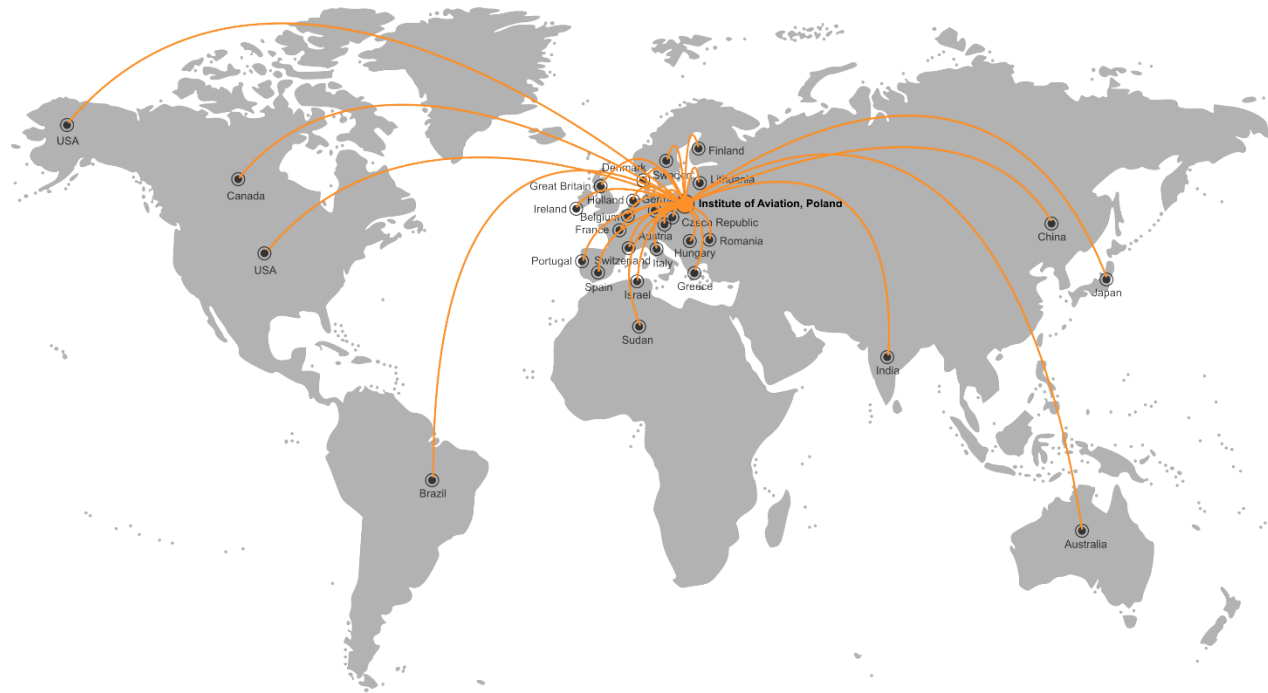 USA
Finland
Denmark
Sweden
Canada
Lithuania
Great Britain
Holland
Institute of Aviation, Poland
Ireland
Belgium
Czech Republic
France
Austria
China
Romania
USA
Hungary
Portugal
Switzerland
Italy
Spain
Greece
Israel
Japan
Sudan
India
Brazil
Australia